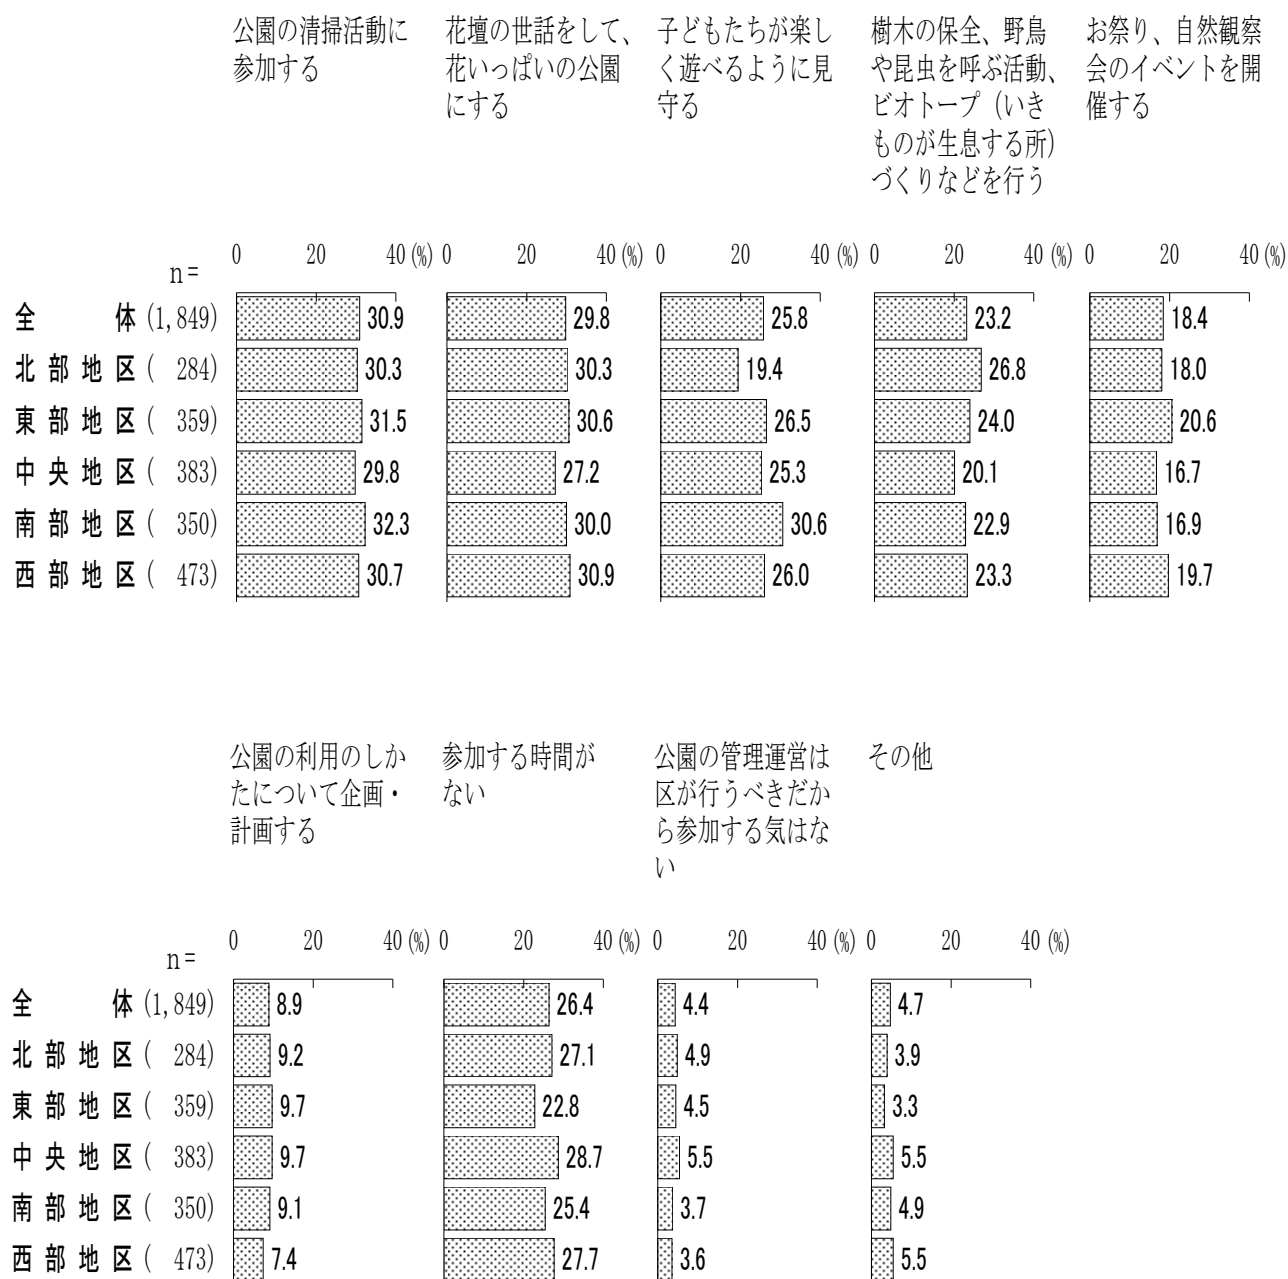 公園の清掃活動に
参加する
花壇の世話をして、
花いっぱいの公園
にする
子どもたちが楽し
く遊べるように見
守る
樹木の保全、野鳥
や昆虫を呼ぶ活動、
ビオトープ（いき
ものが生息する所）
づくりなどを行う
お祭り、自然観察
会のイベントを開
催する
0 20 40 (%) 0 20 40 (%) 0 20 40 (%) 0 20 40 (%) 0 20 40 (%)
n=
全体 (1,849) 30.9 29.8 25.8 23.2 18.4
北部地区 ( 284) 30.3 30.3 19.4 26.8 18.0
東部地区 ( 359) 31.5 30.6 26.5 24.0 20.6
中央地区 ( 383) 29.8 27.2 25.3 20.1 16.7
南部地区 ( 350) 32.3 30.0 30.6 22.9 16.9
西部地区 ( 473) 30.7 30.9 26.0 23.3 19.7
公園の利用のしか
たについて企画・
計画する
参加する時間が
ない
公園の管理運営は
区が行うべきだか
ら参加する気はな
い
その他
0 20 40 (%) 0 20 40 (%) 0 20 40 (%) 0 20 40 (%)
n=
全体 (1,849) 8.9 26.4 4.4 4.7
北部地区 ( 284) 9.2 27.1 4.9 3.9
東部地区 ( 359) 9.7 22.8 4.5 3.3
中央地区 ( 383) 9.7 28.7 5.5 5.5
南部地区 ( 350) 9.1 25.4 3.7 4.9
西部地区 ( 473) 7.4 27.7 3.6 5.5